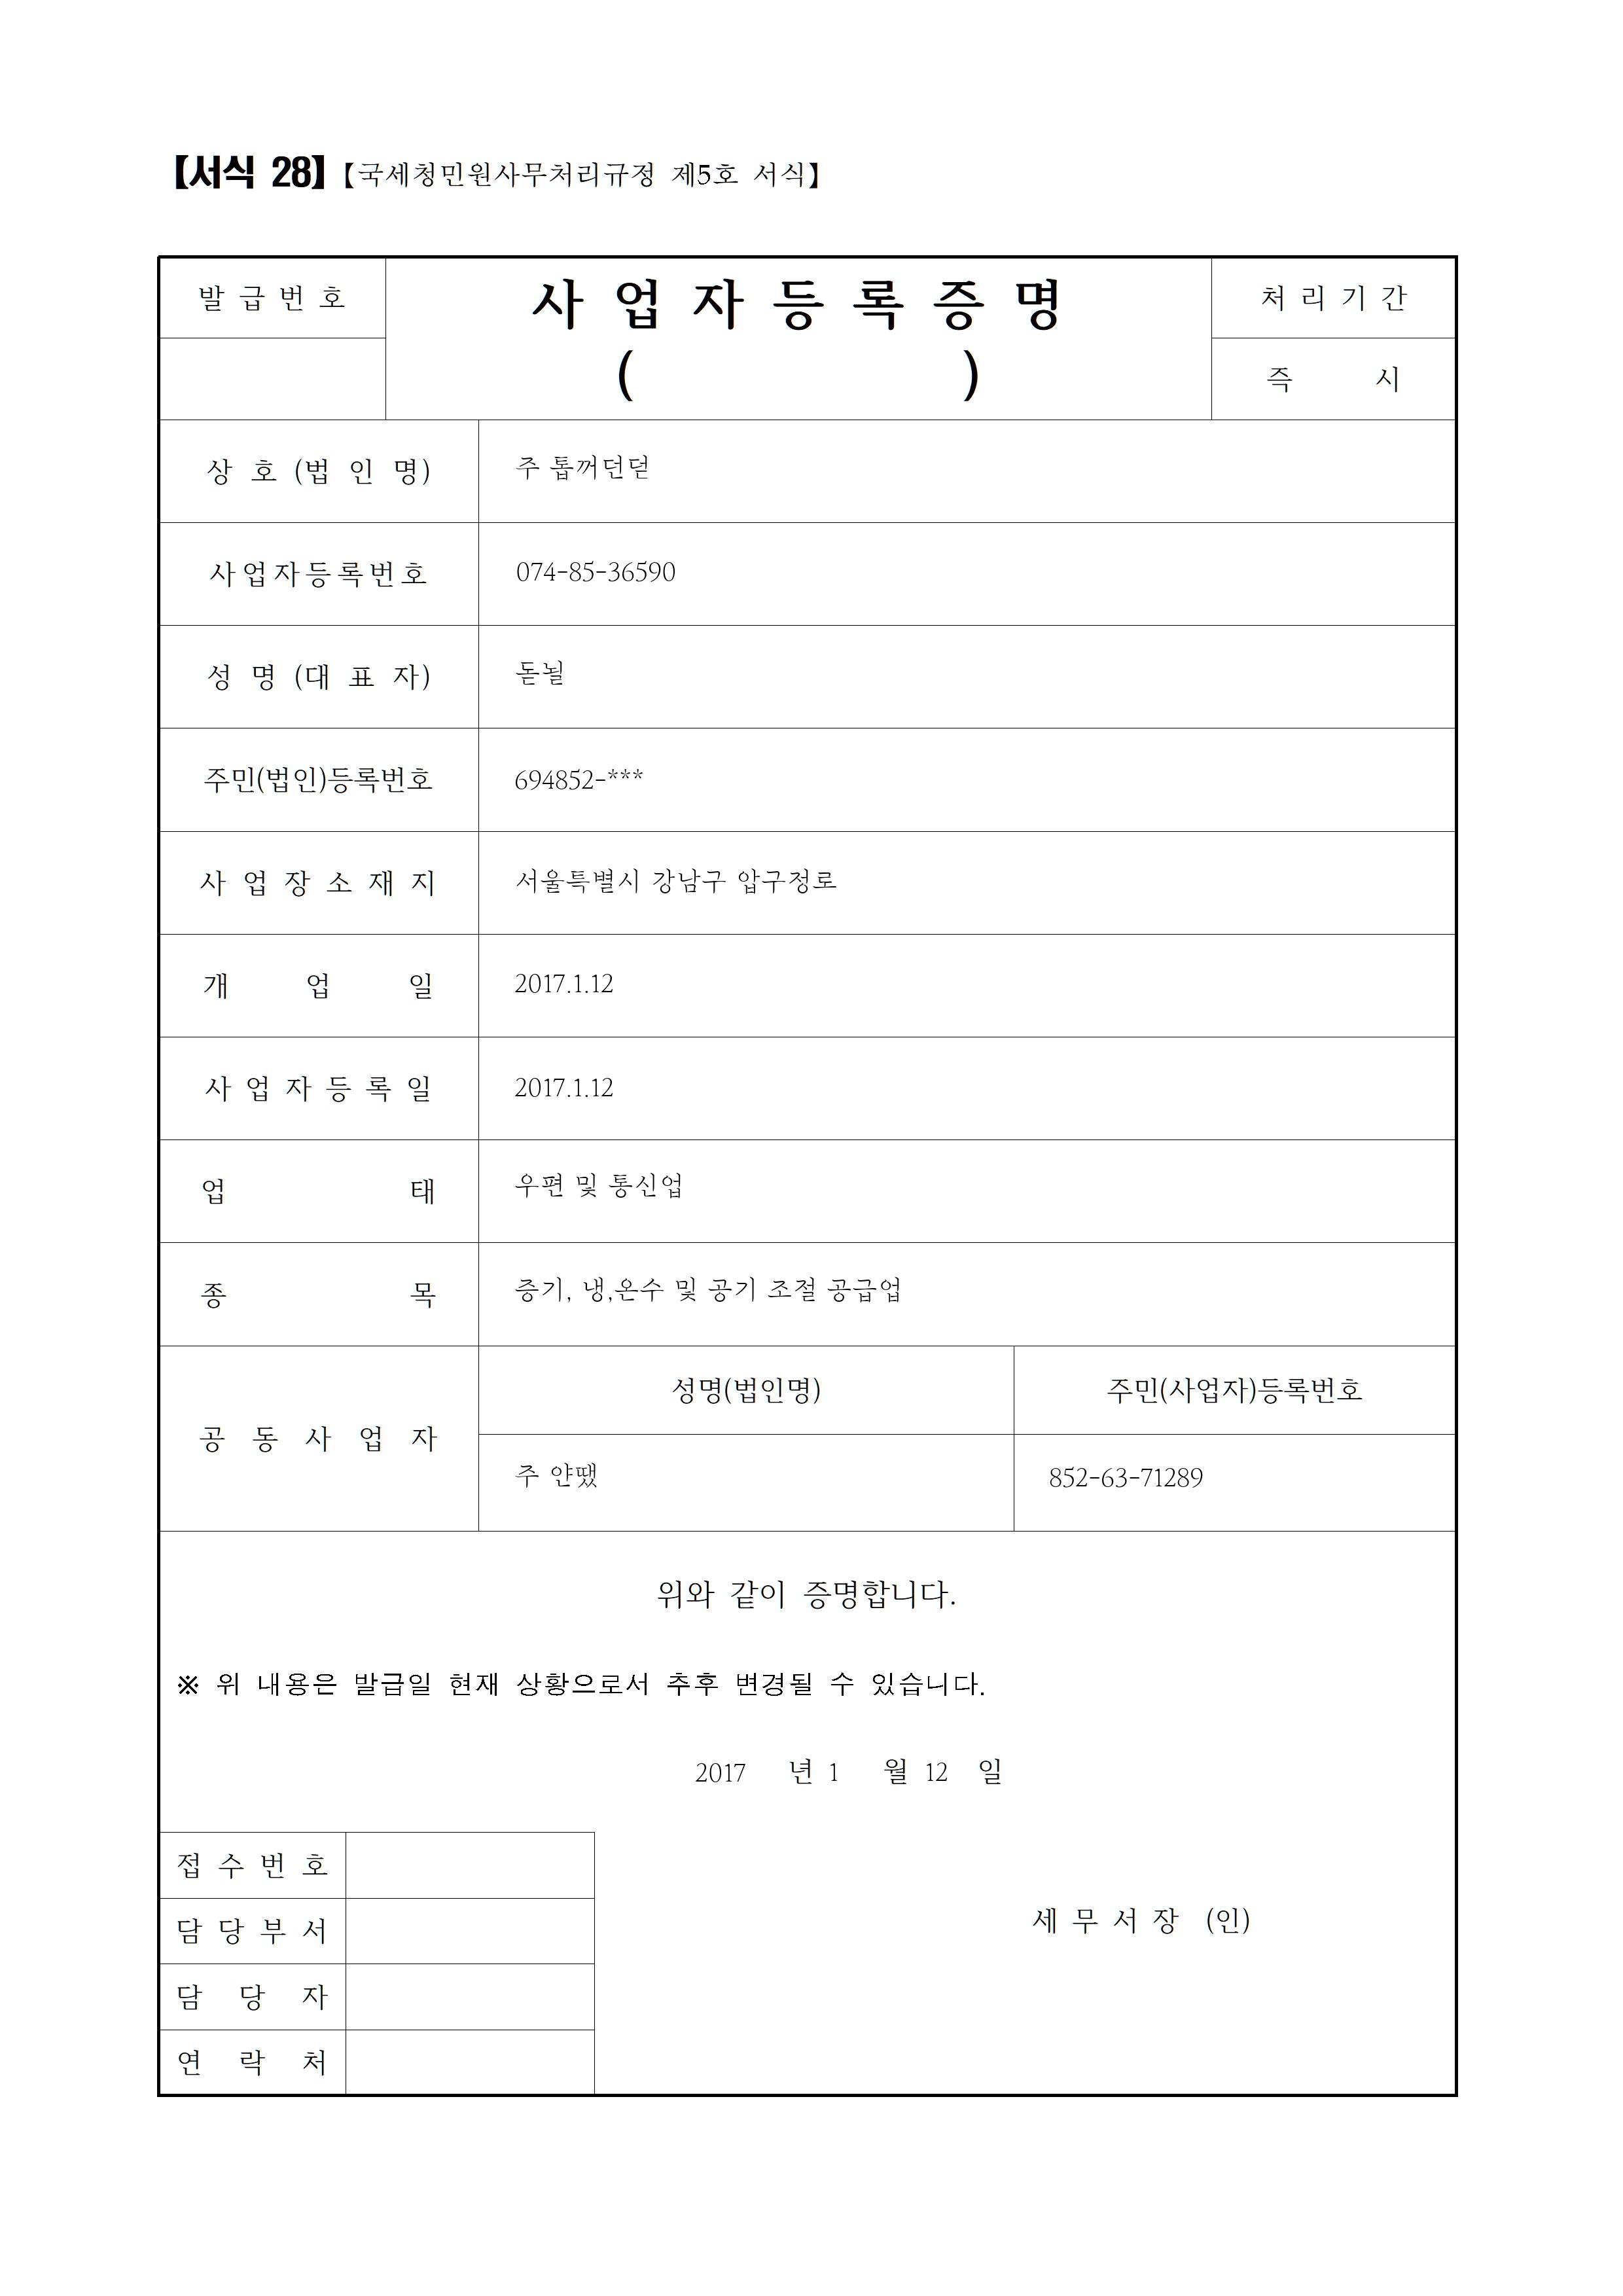 【서식 28】【국세청민원사무처리규정 제5호 서식】
발급번호
사업자등록증명
( )
처리기간
즉시
상호(법인명) 주 톱꺼던덛
사업자등록번호 074-85-36590
성명(대표자) 돋뉠
주민(법인)등록번호 694852-***
사업장소재지 서울특별시 강남구 압구정로
개업일 2017.1.12
사업자등록일 2017.1.12
업태 우편 및 통신업
종목 증기, 냉,온수 및 공기 조절 공급업
공동사업자
성명(법인명) 주민(사업자)등록번호
주 얀땠 852-63-71289
위와 같이 증명합니다.
※ 위 내용은 발급일 현재 상황으로서 추후 변경될 수 있습니다.
2017 년 1 월 12 일
접수번호
담당부서
담당자
연락처
세무서장 (인)